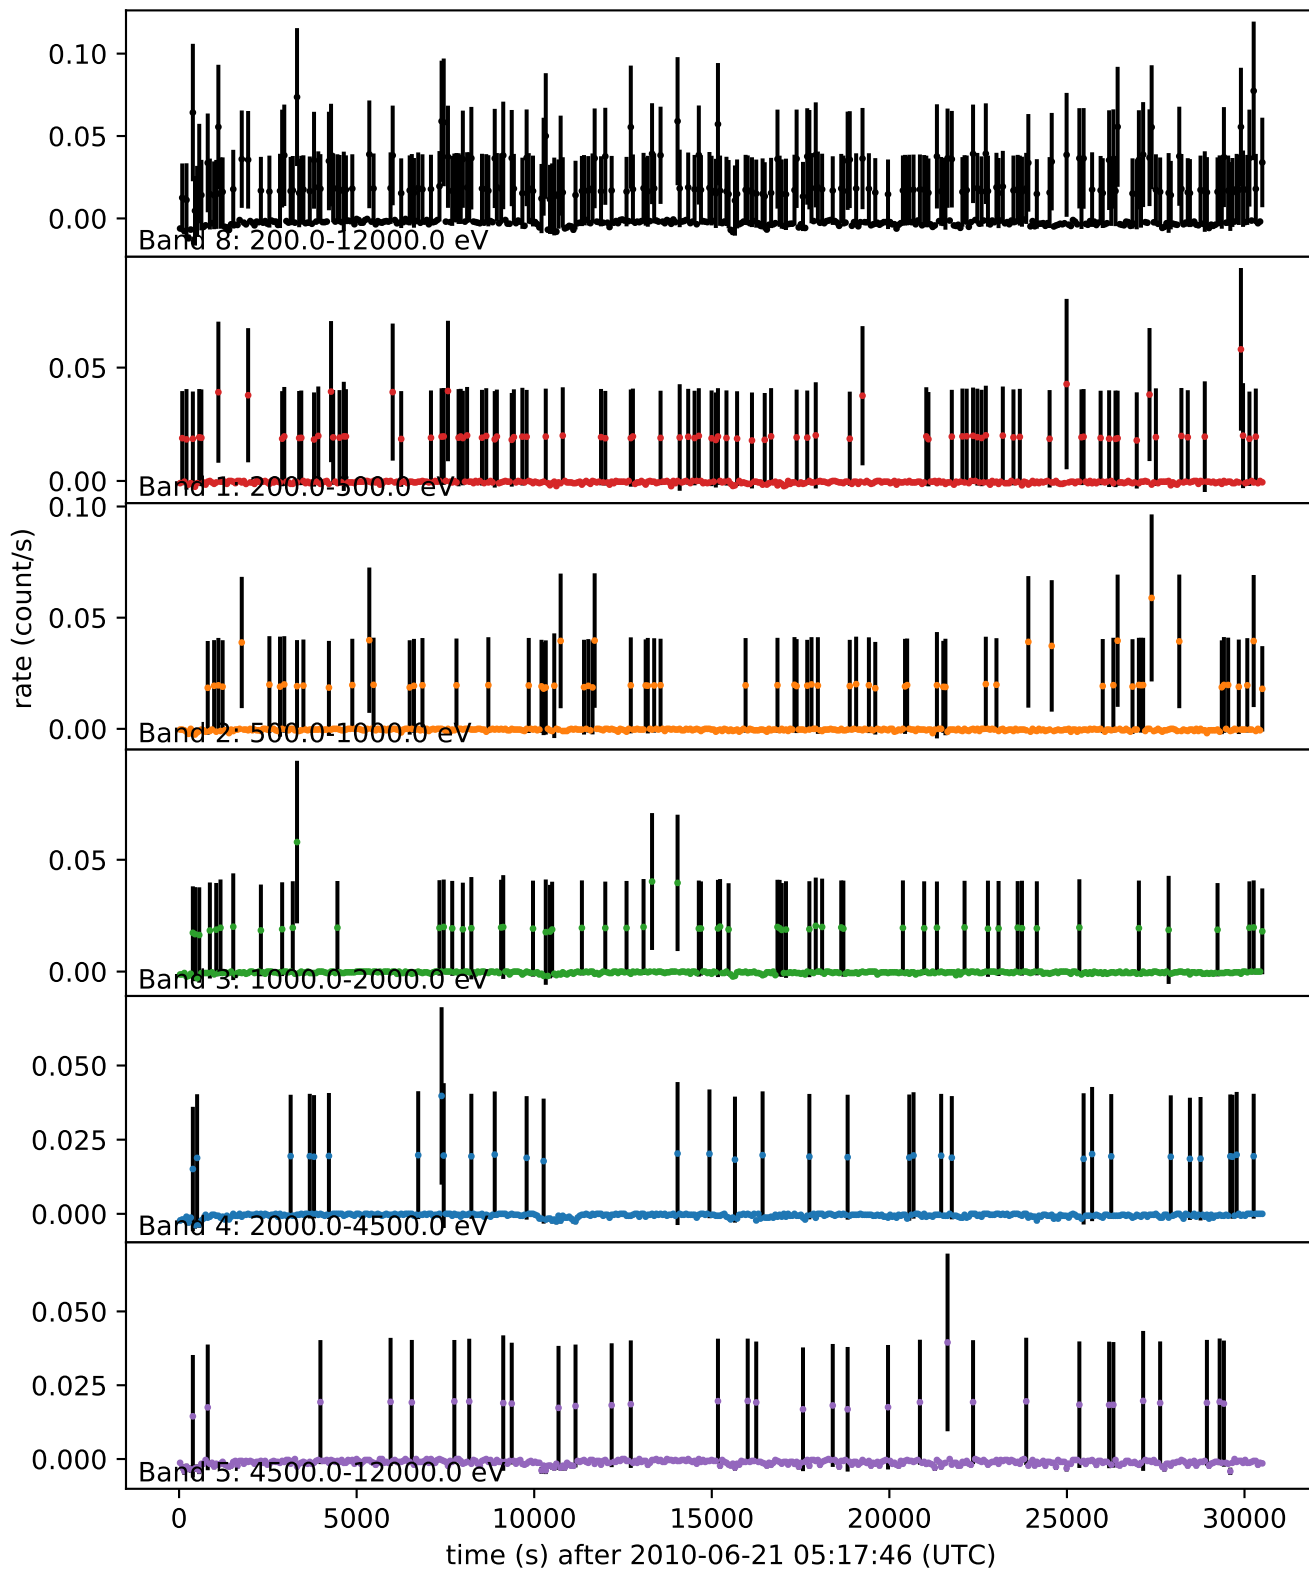 0.10
0.05
0.00
Band 8: 200.0-12000.0 eV
0.05
0.00
Band 1: 200.0-500.0 eV
rate (count/s)
0.10
0.05
0.00
Band 2: 500.0-1000.0 eV
0.05
0.00
Band 3: 1000.0-2000.0 eV
0.050
0.025
0.000
Band 4: 2000.0-4500.0 eV
0.050
0.025
0.000
Band 5: 4500.0-12000.0 eV
0 5000 10000 15000 20000 25000 30000
time (s) after 2010-06-21 05:17:46 (UTC)